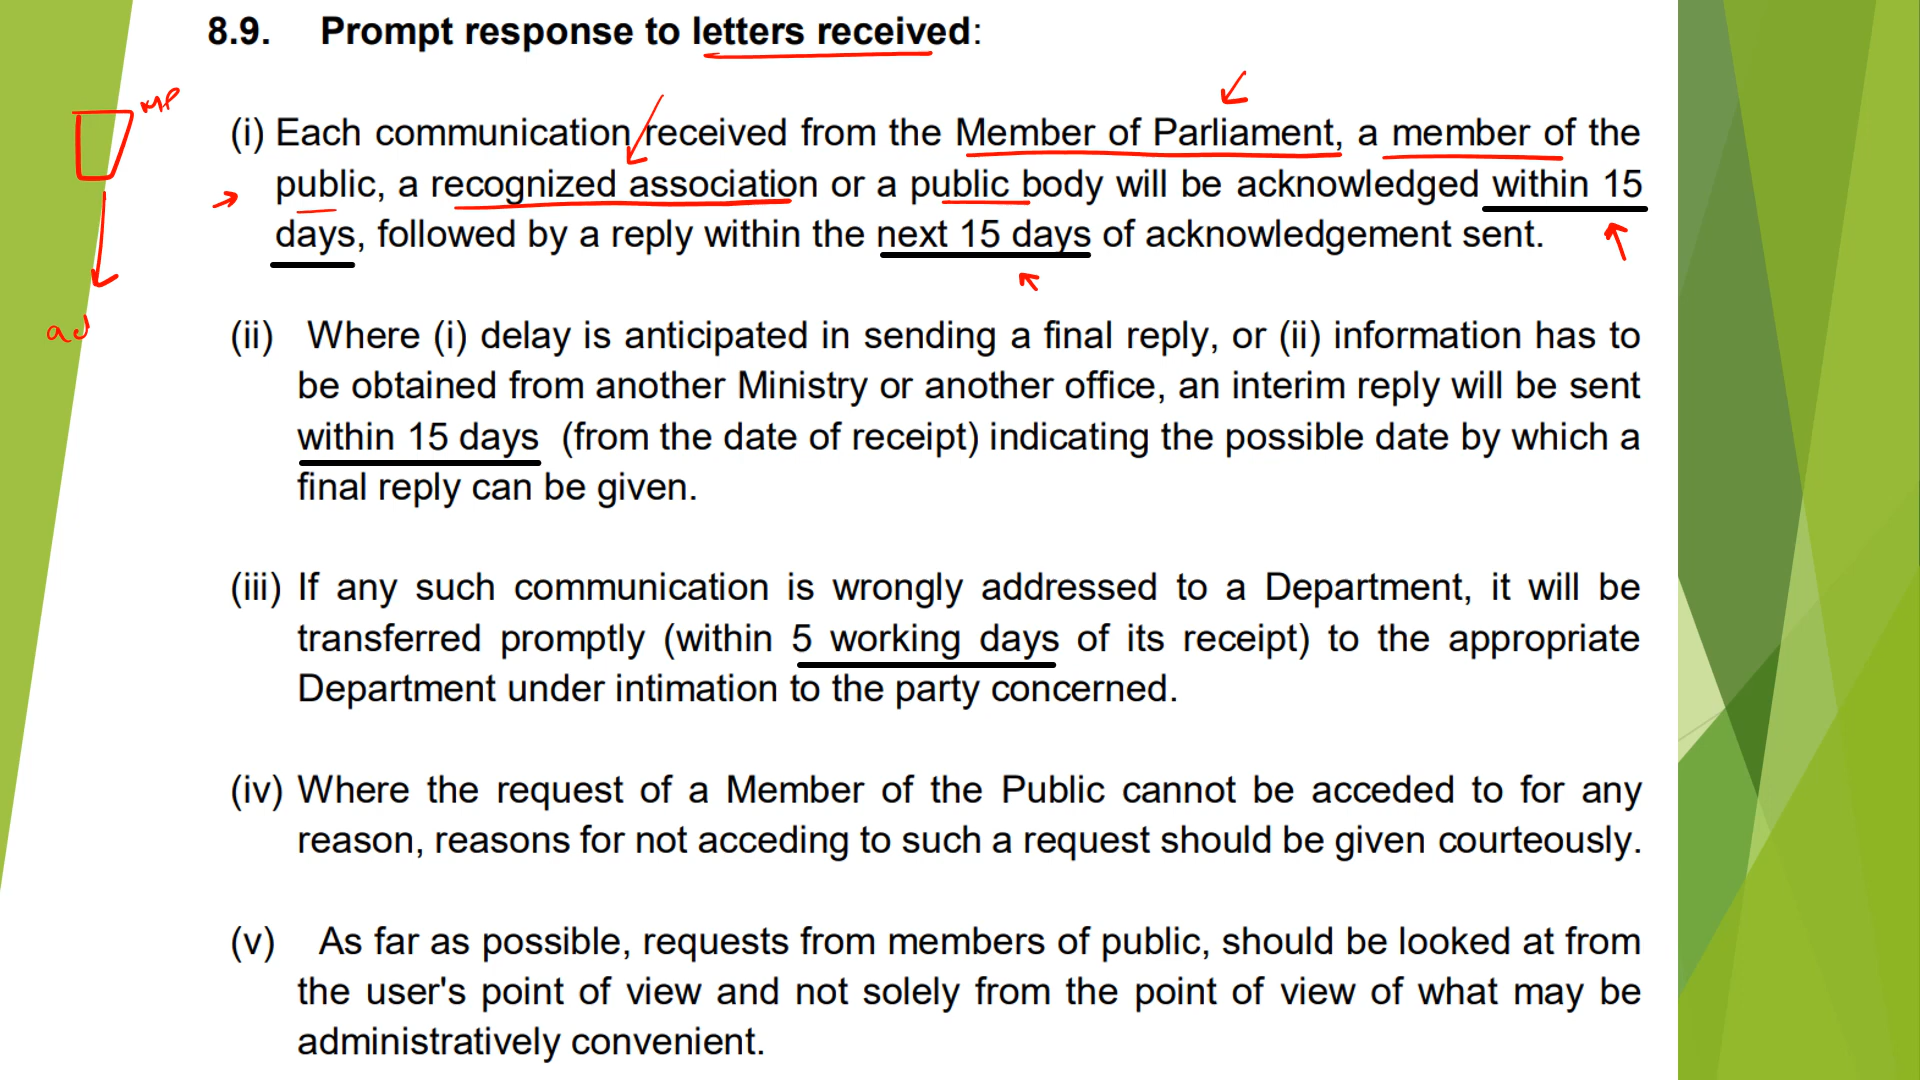 8.9. Prompt response to letters received:
MP
(i) Each communication received from the Member of Parliament, a member of the
public, a recognized association or a public body will be acknowledged within 15
days, followed by a reply within the next 15 days of acknowledgement sent.
(ii) Where (i) delay is anticipated in sending a final reply, or (ii) information has to
be obtained from another Ministry or another office, an interim reply will be sent
within 15 days (from the date of receipt) indicating the possible date by which a
final reply can be given.
(iii) If any such communication is wrongly addressed to a Department, it will be
transferred promptly (within 5 working days of its receipt) to the appropriate
Department under intimation to the party concerned.
(iv) Where the request of a Member of the Public cannot be acceded to for any
reason, reasons for not acceding to such a request should be given courteously.
(v) As far as possible, requests from members of public, should be looked at from
the user's point of view and not solely from the point of view of what may be
administratively convenient.